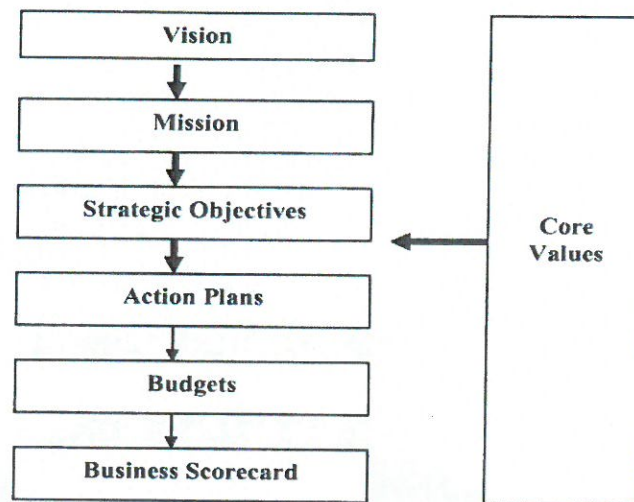 Vision
Mission
Strategic Objectives
Action Plans
Budgets
Business Scorecard
Core
Values